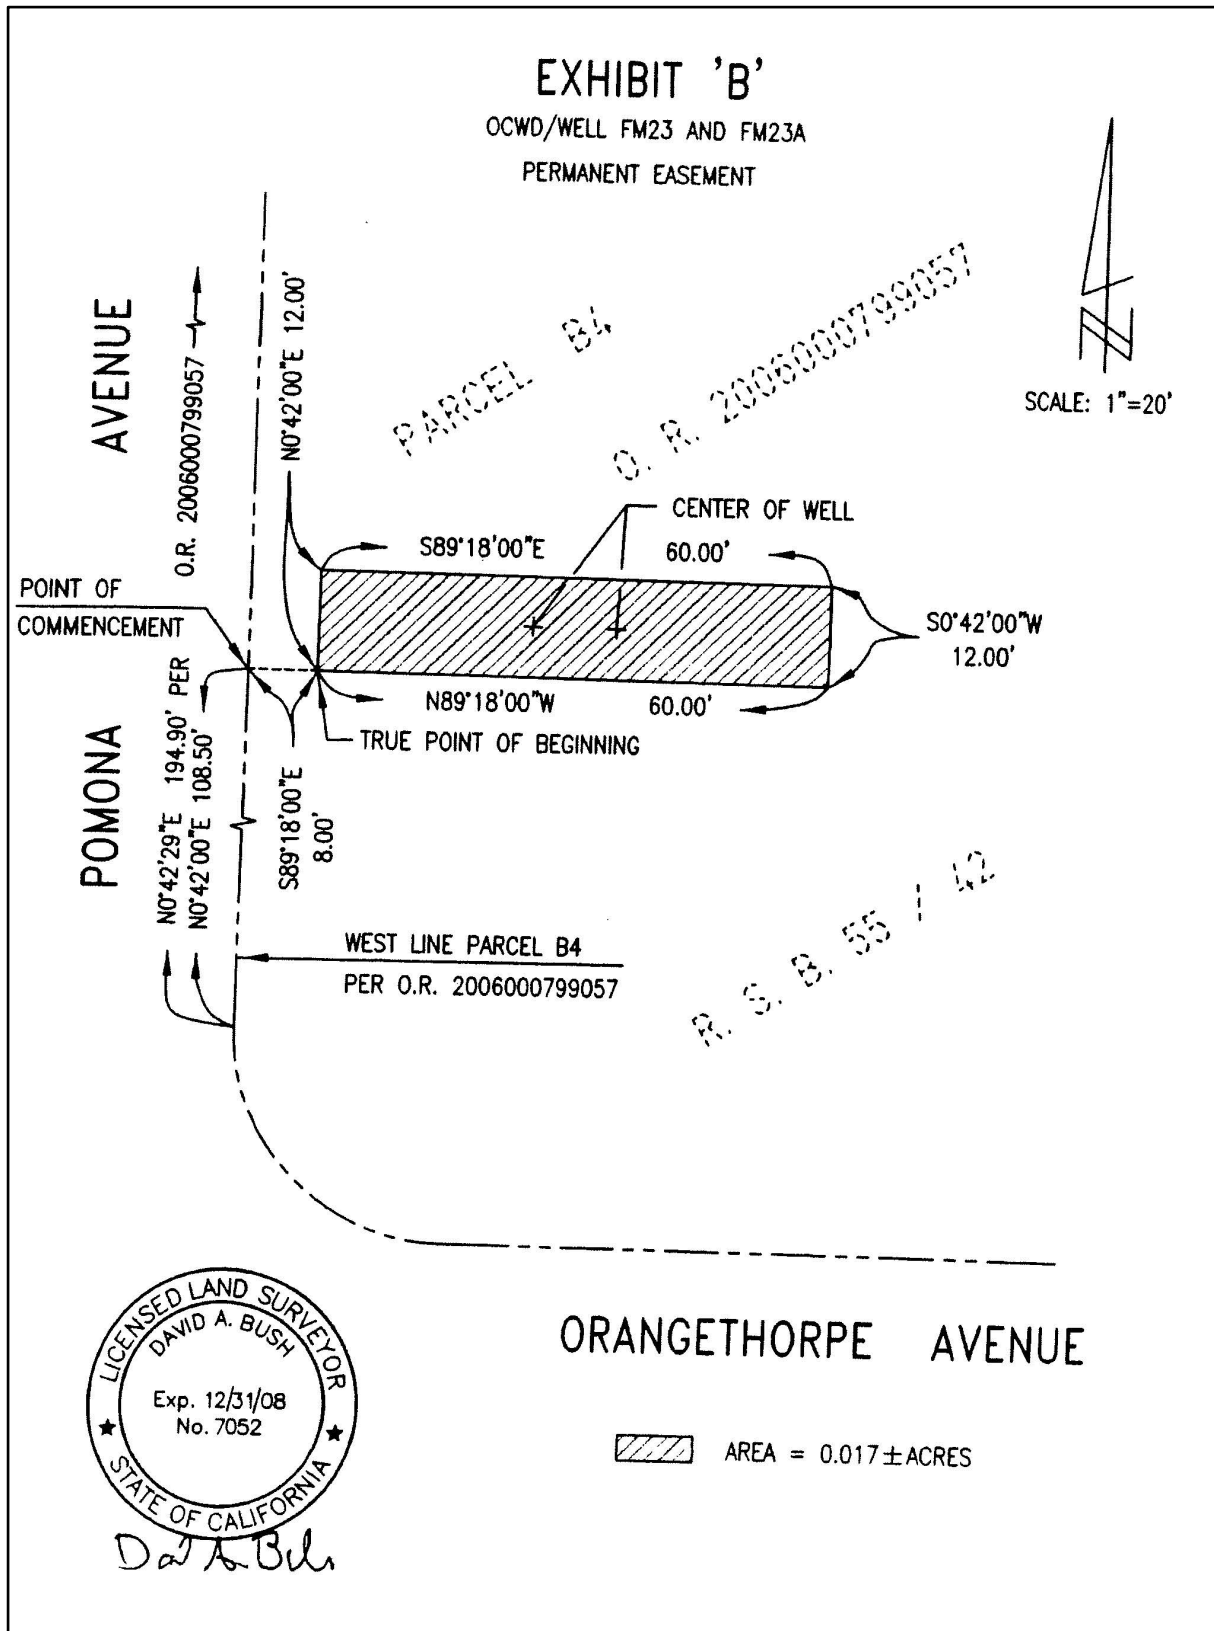 EXHIBIT 'B'
OCWD/WELL FM23 AND FM23A
PERMANENT EASEMENT
SCALE: 1"=20'
PARCEL B4
O. R. 2006000799057
POMONA AVENUE
O.R. 2006000799057
N0°42'00"E 12.00'
CENTER OF WELL
S89°18'00"E 60.00'
POINT OF
COMMENCEMENT
S0°42'00"W
12.00'
N89°18'00"W 60.00'
TRUE POINT OF BEGINNING
N0°42'29"E 194.90' PER
N0°42'00"E 108.50'
S89°18'00"E
8.00'
WEST LINE PARCEL B4
PER O.R. 2006000799057
R. S. B. 55 / 42
ORANGETHORPE AVENUE
AREA = 0.017±ACRES
LICENSED LAND SURVEYOR
DAVID A. BUSH
Exp. 12/31/08
No. 7052
STATE OF CALIFORNIA